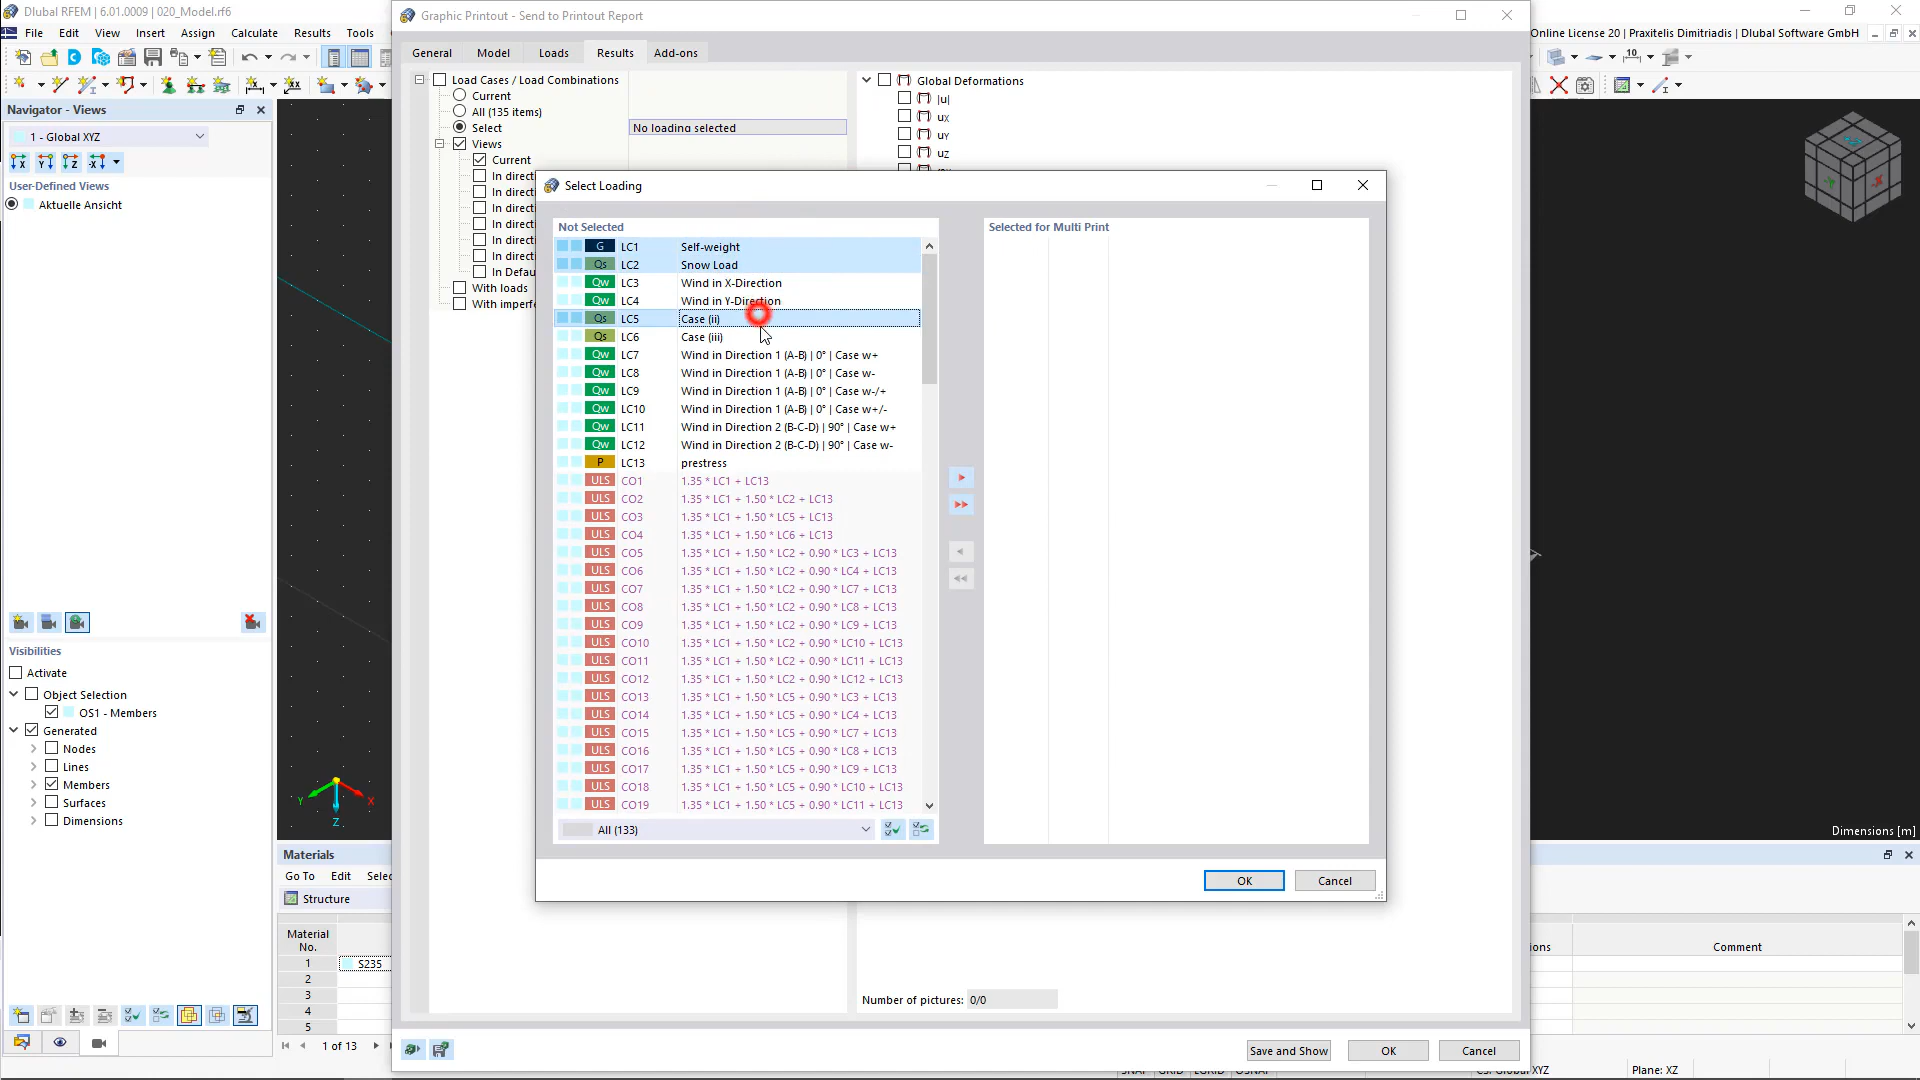 Dlubal RFEM | 6.01.0009 | 020_Model.rf6
File Edit View Insert Assign Calculate Results Tools
Online License 20 | Praxitelis Dimitriadis | Dlubal Software GmbH
Navigator - Views
1 - Global XYZ
User-Defined Views
Aktuelle Ansicht
Visibilities
Activate
Object Selection
OS1 - Members
Generated
Nodes
Lines
Members
Surfaces
Dimensions
Graphic Printout - Send to Printout Report
General Model Loads Results Add-ons
Load Cases / Load Combinations
Current
All (135 items)
Select No loading selected
Views
Current
In direct
In direct
In direct
In direct
In direct
In direct
In Defau
With loads
With imperfe
Global Deformations
|u|
uX
uY
uZ
Select Loading
Not Selected
G LC1 Self-weight
Qs LC2 Snow Load
Qw LC3 Wind in X-Direction
Qw LC4 Wind in Y-Direction
Qs LC5 Case (ii)
Qs LC6 Case (iii)
Qw LC7 Wind in Direction 1 (A-B) | 0° | Case w+
Qw LC8 Wind in Direction 1 (A-B) | 0° | Case w-
Qw LC9 Wind in Direction 1 (A-B) | 0° | Case w-/+
Qw LC10 Wind in Direction 1 (A-B) | 0° | Case w+/-
Qw LC11 Wind in Direction 2 (B-C-D) | 90° | Case w+
Qw LC12 Wind in Direction 2 (B-C-D) | 90° | Case w-
P LC13 prestress
ULS CO1 1.35 * LC1 + LC13
ULS CO2 1.35 * LC1 + 1.50 * LC2 + LC13
ULS CO3 1.35 * LC1 + 1.50 * LC5 + LC13
ULS CO4 1.35 * LC1 + 1.50 * LC6 + LC13
ULS CO5 1.35 * LC1 + 1.50 * LC2 + 0.90 * LC3 + LC13
ULS CO6 1.35 * LC1 + 1.50 * LC2 + 0.90 * LC4 + LC13
ULS CO7 1.35 * LC1 + 1.50 * LC2 + 0.90 * LC7 + LC13
ULS CO8 1.35 * LC1 + 1.50 * LC2 + 0.90 * LC8 + LC13
ULS CO9 1.35 * LC1 + 1.50 * LC2 + 0.90 * LC9 + LC13
ULS CO10 1.35 * LC1 + 1.50 * LC2 + 0.90 * LC10 + LC13
ULS CO11 1.35 * LC1 + 1.50 * LC2 + 0.90 * LC11 + LC13
ULS CO12 1.35 * LC1 + 1.50 * LC2 + 0.90 * LC12 + LC13
ULS CO13 1.35 * LC1 + 1.50 * LC5 + 0.90 * LC3 + LC13
ULS CO14 1.35 * LC1 + 1.50 * LC5 + 0.90 * LC4 + LC13
ULS CO15 1.35 * LC1 + 1.50 * LC5 + 0.90 * LC7 + LC13
ULS CO16 1.35 * LC1 + 1.50 * LC5 + 0.90 * LC8 + LC13
ULS CO17 1.35 * LC1 + 1.50 * LC5 + 0.90 * LC9 + LC13
ULS CO18 1.35 * LC1 + 1.50 * LC5 + 0.90 * LC10 + LC13
ULS CO19 1.35 * LC1 + 1.50 * LC5 + 0.90 * LC11 + LC13
All (133)
Selected for Multi Print
OK Cancel
Number of pictures: 0/0
Save and Show OK Cancel
Y X
Z
Dimensions [m]
Materials
Go To Edit Selec
Structure
Material
No.
1 S235
2
3
4
5
1 of 13
ions Comment
CS: Global XYZ Plane: XZ